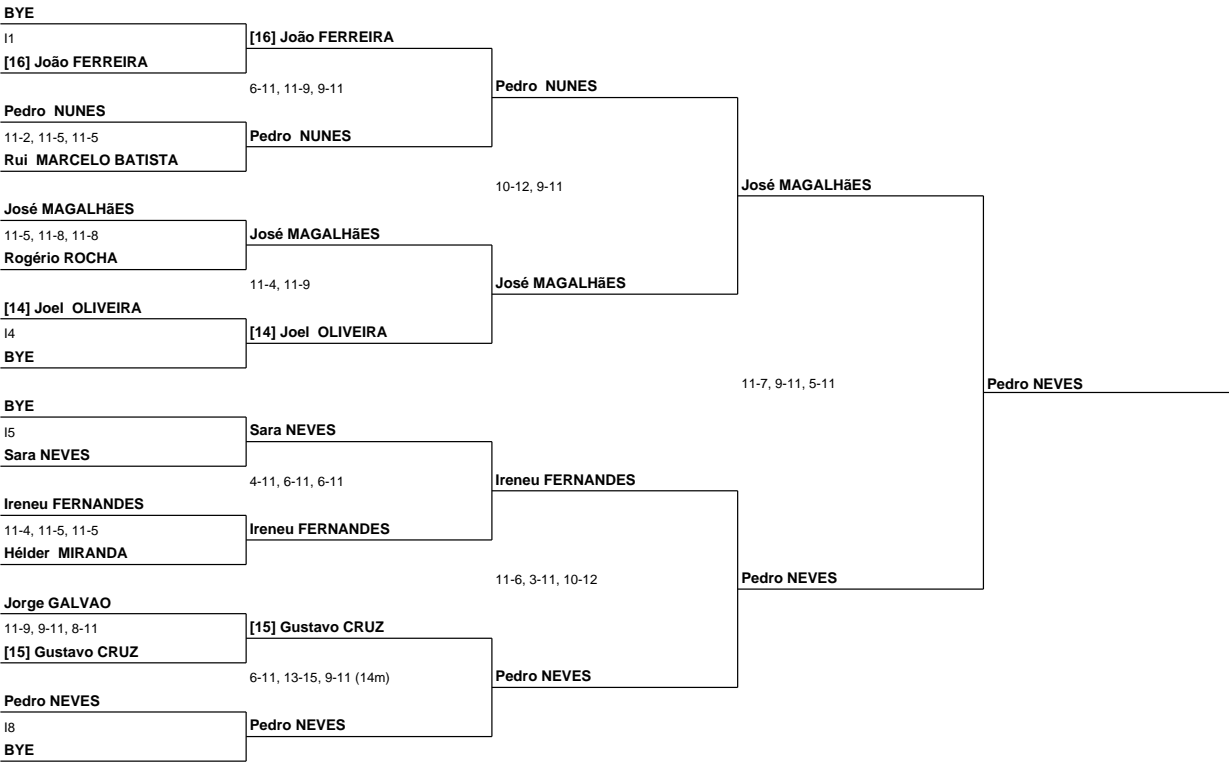 BYE
I1
[16] João FERREIRA
[16] João FERREIRA
6-11, 11-9, 9-11
Pedro NUNES
Pedro NUNES
11-2, 11-5, 11-5
Pedro NUNES
Rui MARCELO BATISTA
10-12, 9-11
José MAGALHãES
José MAGALHãES
11-5, 11-8, 11-8
José MAGALHãES
Rogério ROCHA
11-4, 11-9
José MAGALHãES
[14] Joel OLIVEIRA
I4
[14] Joel OLIVEIRA
BYE
11-7, 9-11, 5-11
Pedro NEVES
BYE
I5
Sara NEVES
Sara NEVES
4-11, 6-11, 6-11
Ireneu FERNANDES
Ireneu FERNANDES
11-4, 11-5, 11-5
Ireneu FERNANDES
Hélder MIRANDA
11-6, 3-11, 10-12
Pedro NEVES
Jorge GALVAO
11-9, 9-11, 8-11
[15] Gustavo CRUZ
[15] Gustavo CRUZ
6-11, 13-15, 9-11 (14m)
Pedro NEVES
Pedro NEVES
I8
Pedro NEVES
BYE